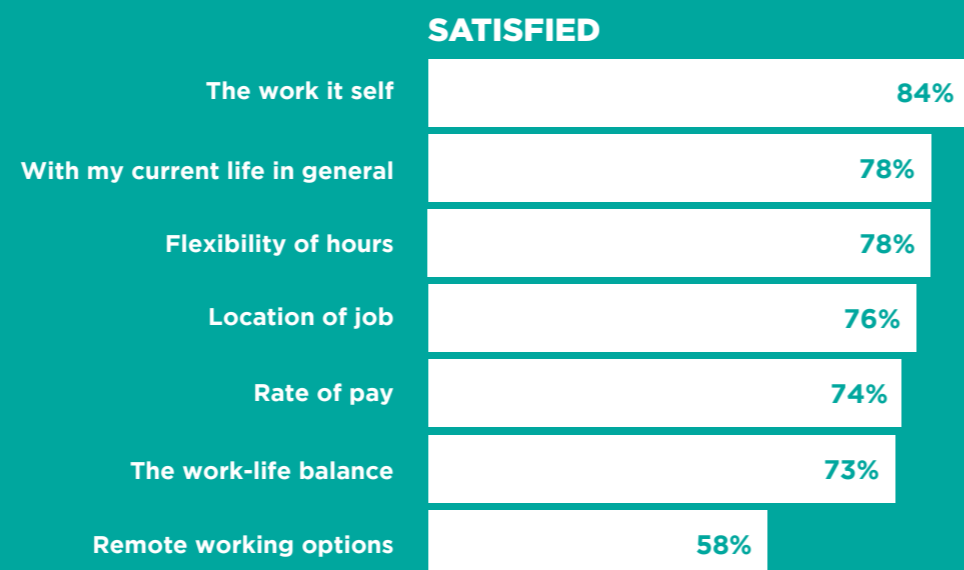 SATISFIED
The work it self 84%
With my current life in general 78%
Flexibility of hours 78%
Location of job 76%
Rate of pay 74%
The work-life balance 73%
Remote working options 58%